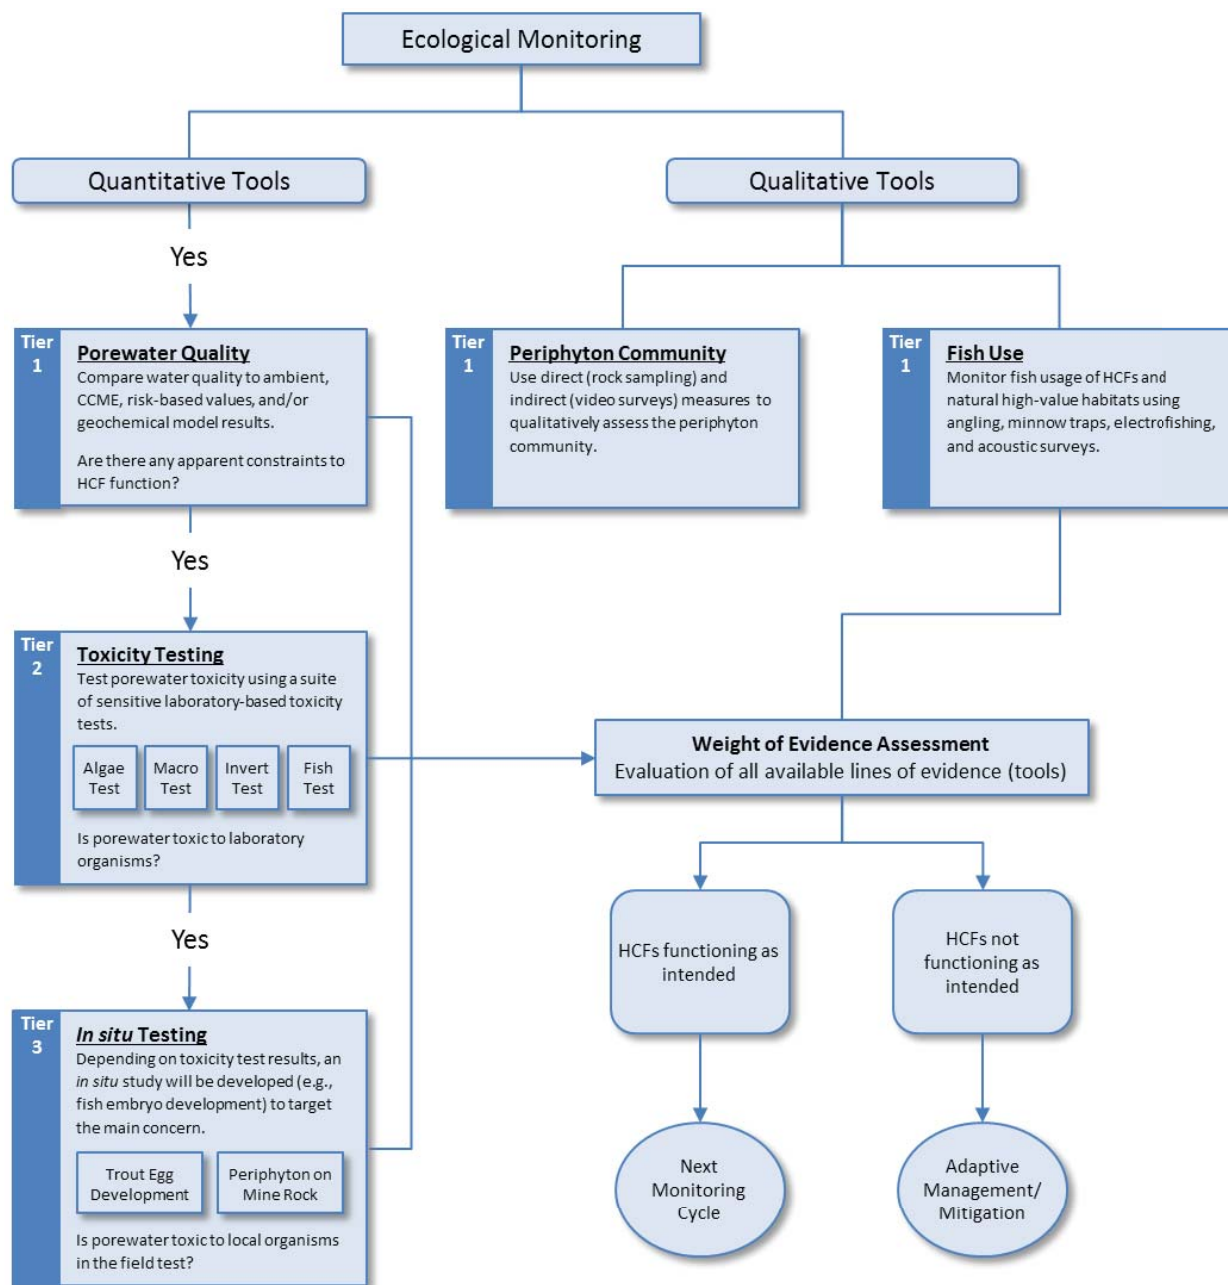 Ecological Monitoring
Quantitative Tools
Qualitative Tools
Yes
Tier
1
Porewater Quality
Compare water quality to ambient,
CCME, risk-based values, and/or
geochemical model results.
Are there any apparent constraints to
HCF function?
Tier
1
Periphyton Community
Use direct (rock sampling) and
indirect (video surveys) measures to
qualitatively assess the periphyton
community.
Tier
1
Fish Use
Monitor fish usage of HCFs and
natural high-value habitats using
angling, minnow traps, electrofishing,
and acoustic surveys.
Yes
Tier
2
Toxicity Testing
Test porewater toxicity using a suite
of sensitive laboratory-based toxicity
tests.
Algae
Test
Macro
Test
Invert
Test
Fish
Test
Is porewater toxic to laboratory
organisms?
Weight of Evidence Assessment
Evaluation of all available lines of evidence (tools)
Yes
HCFs functioning as
intended
HCFs not
functioning as
intended
Tier
3
In situ Testing
Depending on toxicity test results, an
in situ study will be developed (e.g.,
fish embryo development) to target
the main concern.
Trout Egg
Development
Periphyton on
Mine Rock
Is porewater toxic to local organisms
in the field test?
Next
Monitoring
Cycle
Adaptive
Management/
Mitigation